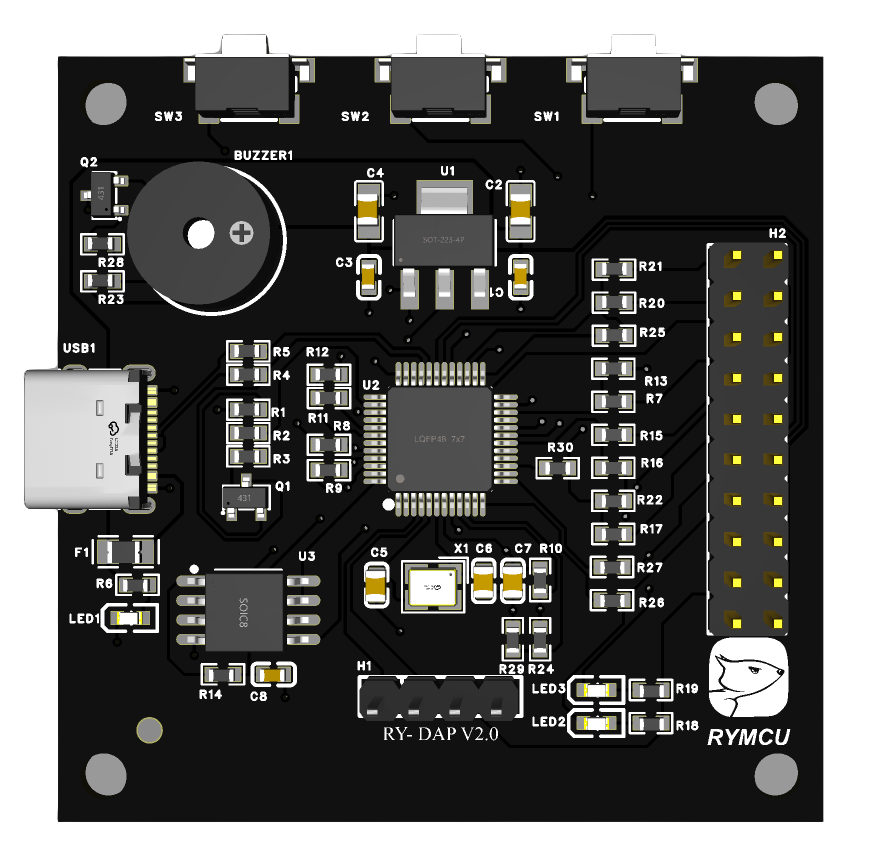 SW3
SW2
SW1
Q2
BUZZER1
C4
U1
C2
431
H2
R28
SOT-223-4P
C3
R21
R23
C1
R20
R25
USB1
R5
R12
R4
U2
R13
R1
R11
R7
R2
R8
LQFP48 7x7
R15
R3
R30
R16
R9
Q1
431
R22
R17
F1
U3
C5
X1
C6
C7
R10
R27
R6
SOIC8
R26
LED1
R29
R24
R14
C8
H1
LED3
R19
LED2
R18
RY- DAP V2.0
RYMCU